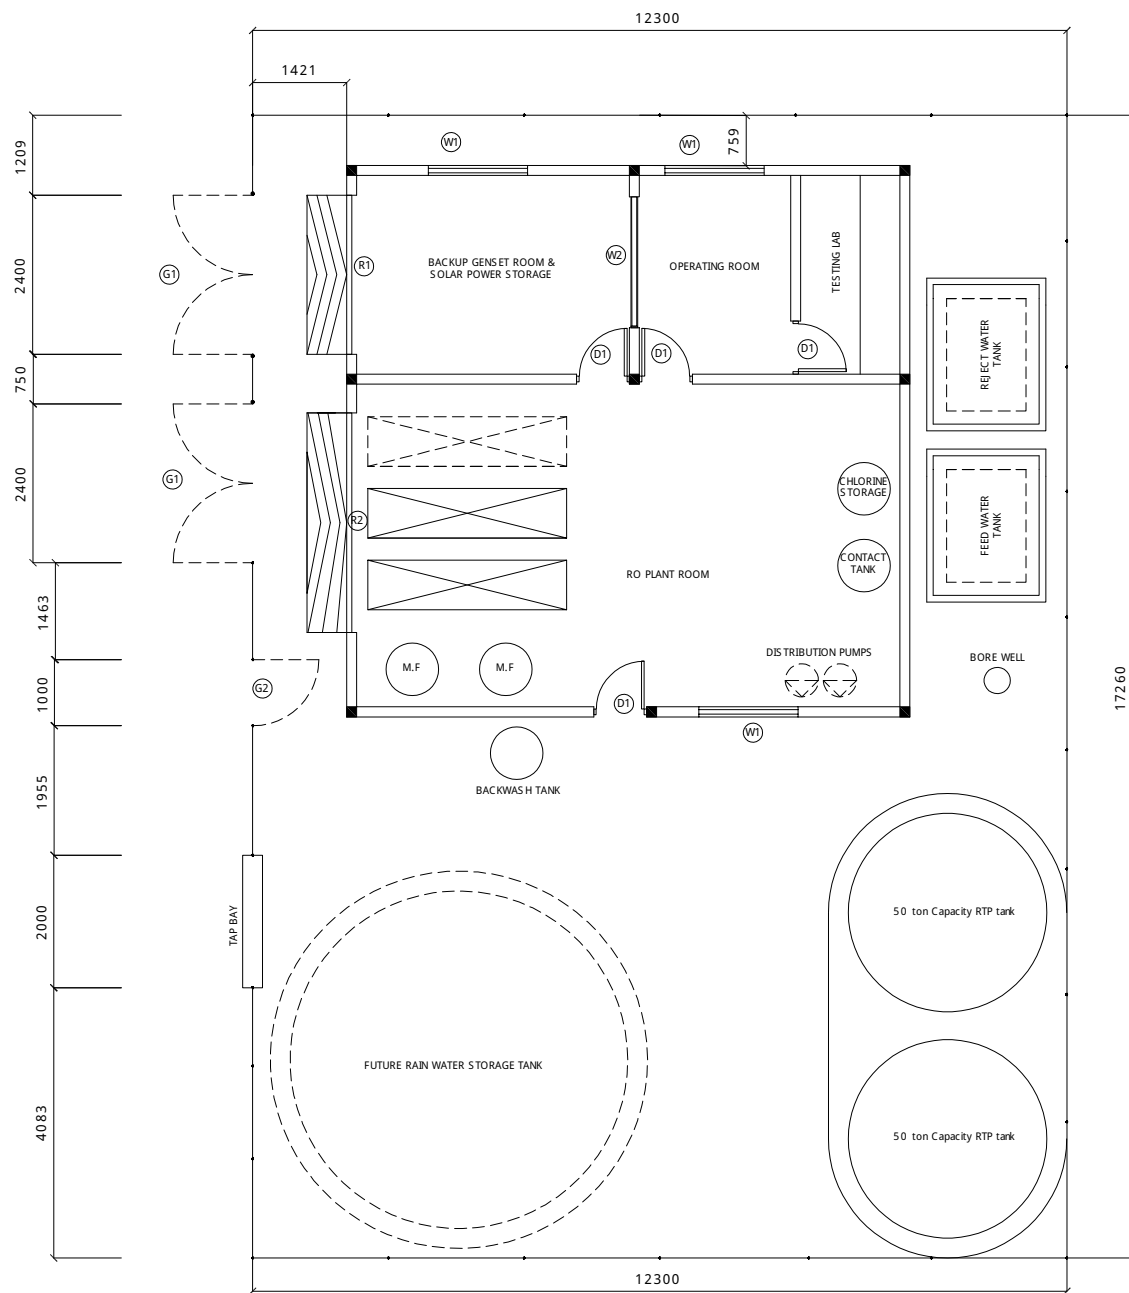 12300
1421
1209
W1
W1
759
2400
G1
R1
BACKUP GENSET ROOM &
SOLAR POWER STORAGE
W2
OPERATING ROOM
TESTING LAB
D1
D1
D1
REJECT WATER
TANK
750
2400
G1
R2
CHLORINE
STORAGE
FEED WATER
TANK
CONTACT
TANK
RO PLANT ROOM
1463
M.F
M.F
DISTRIBUTION PUMPS
BORE WELL
1000
G2
D1
W1
17260
BACKWASH TANK
1955
2000
TAP BAY
50 ton Capacity RTP tank
FUTURE RAIN WATER STORAGE TANK
4083
50 ton Capacity RTP tank
12300